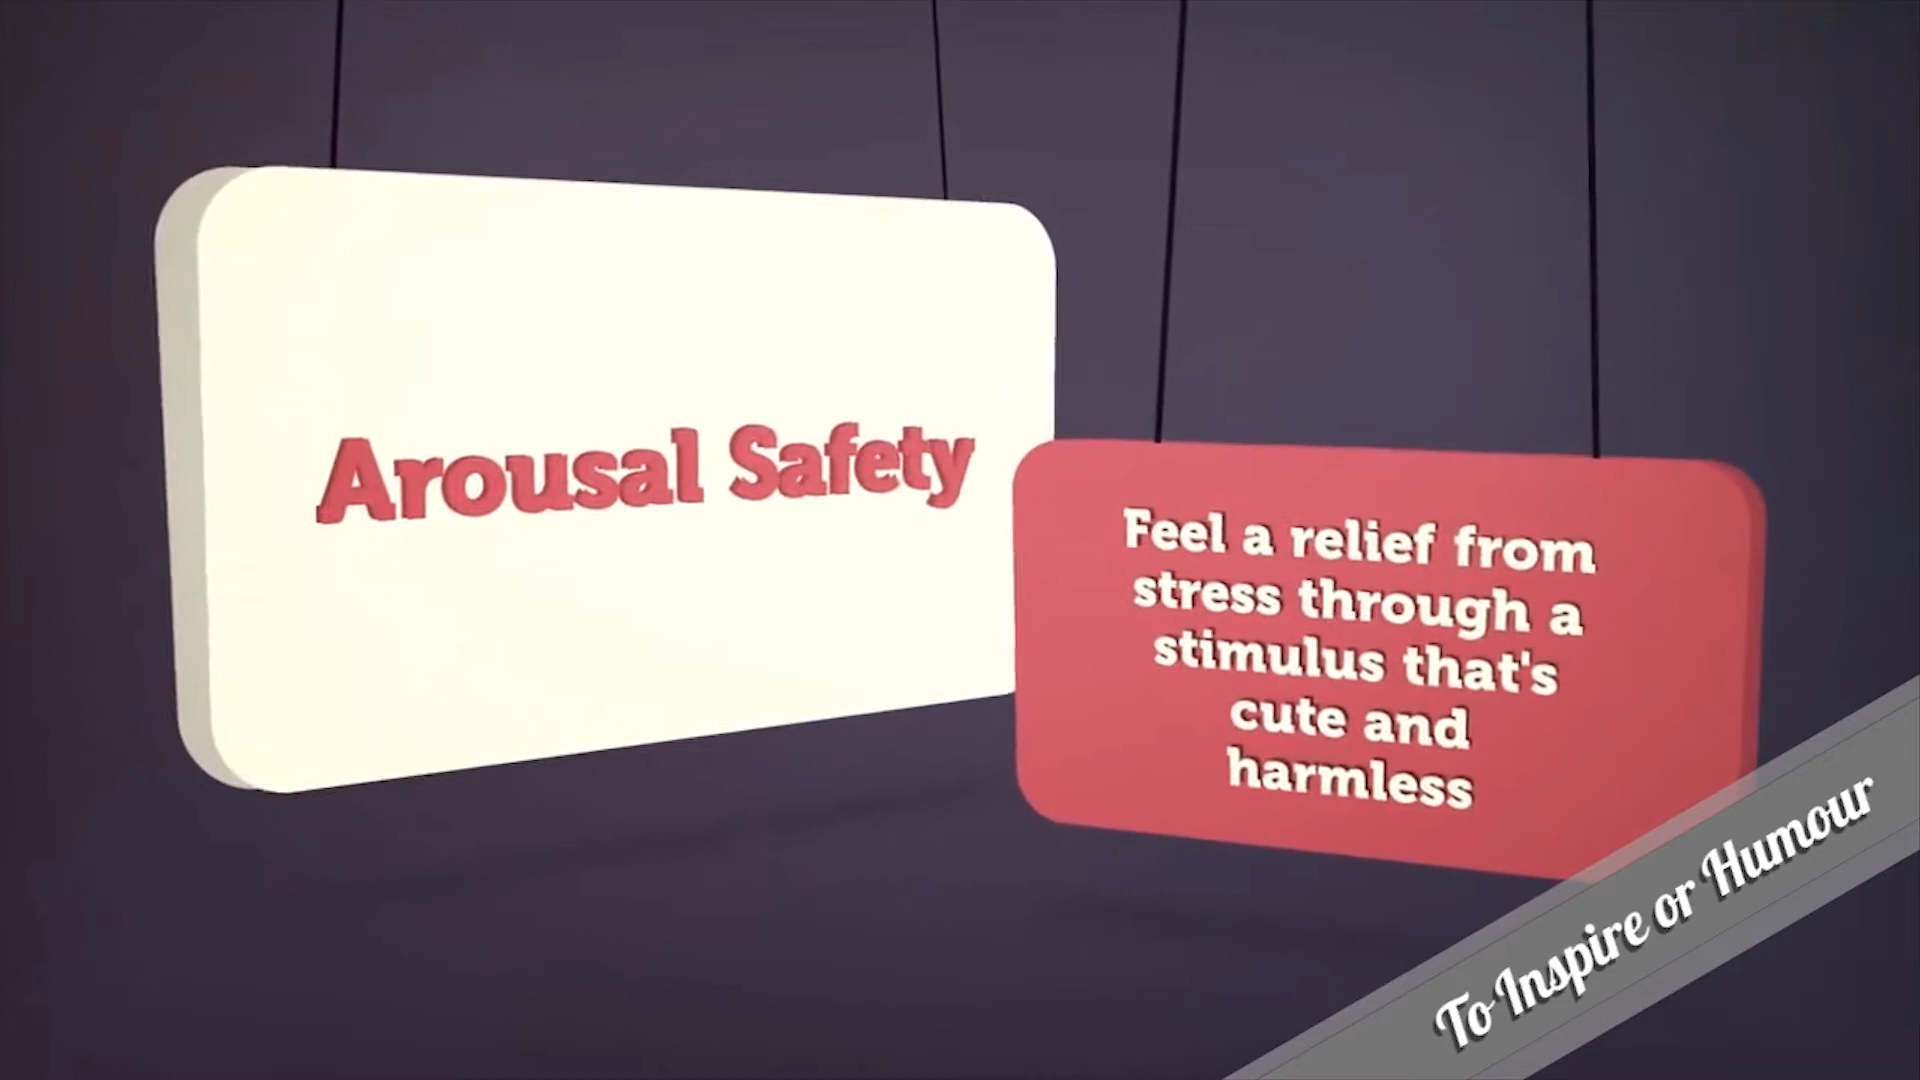 Arousal Safety
Feel a relief from
stress through a
stimulus that's
cute and
harmless
To Inspire or Humour